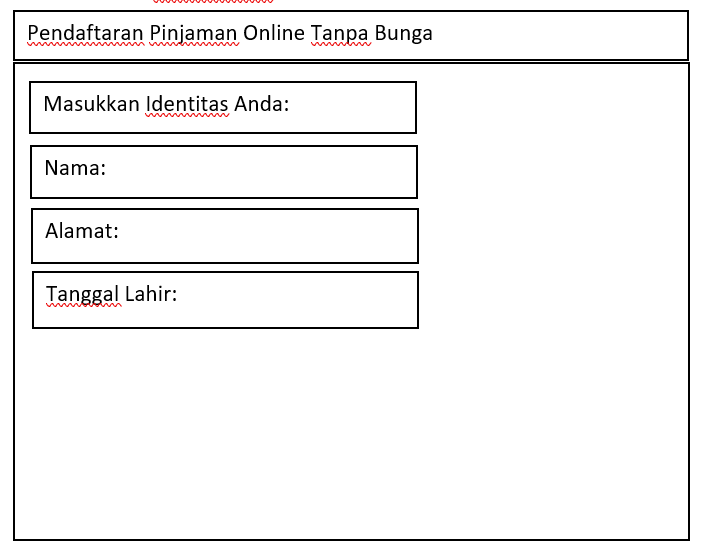 Pendaftaran Pinjaman Online Tanpa Bunga
Masukkan Identitas Anda:
Nama:
Alamat:
Tanggal Lahir: